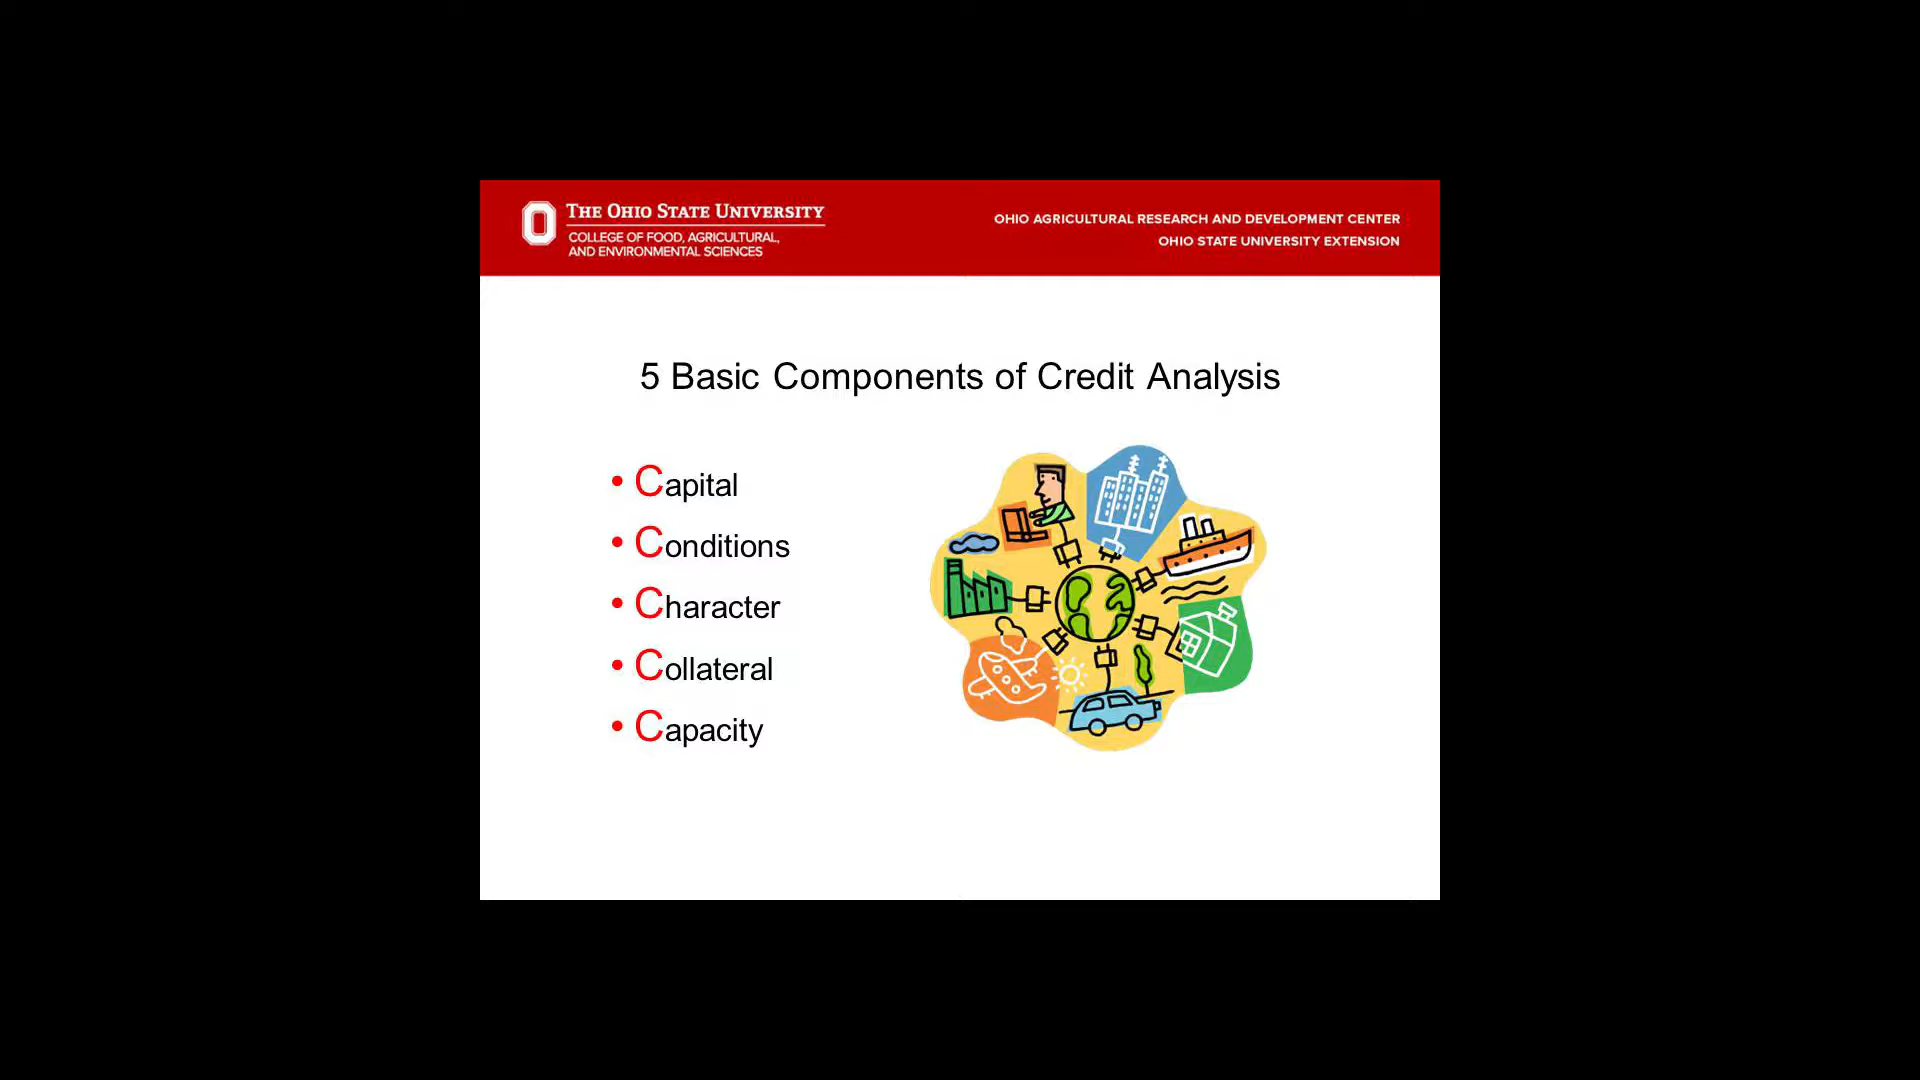 THE OHIO STATE UNIVERSITY
COLLEGE OF FOOD, AGRICULTURAL,
AND ENVIRONMENTAL SCIENCES
OHIO AGRICULTURAL RESEARCH AND DEVELOPMENT CENTER
OHIO STATE UNIVERSITY EXTENSION
5 Basic Components of Credit Analysis
• Capital
• Conditions
• Character
• Collateral
• Capacity